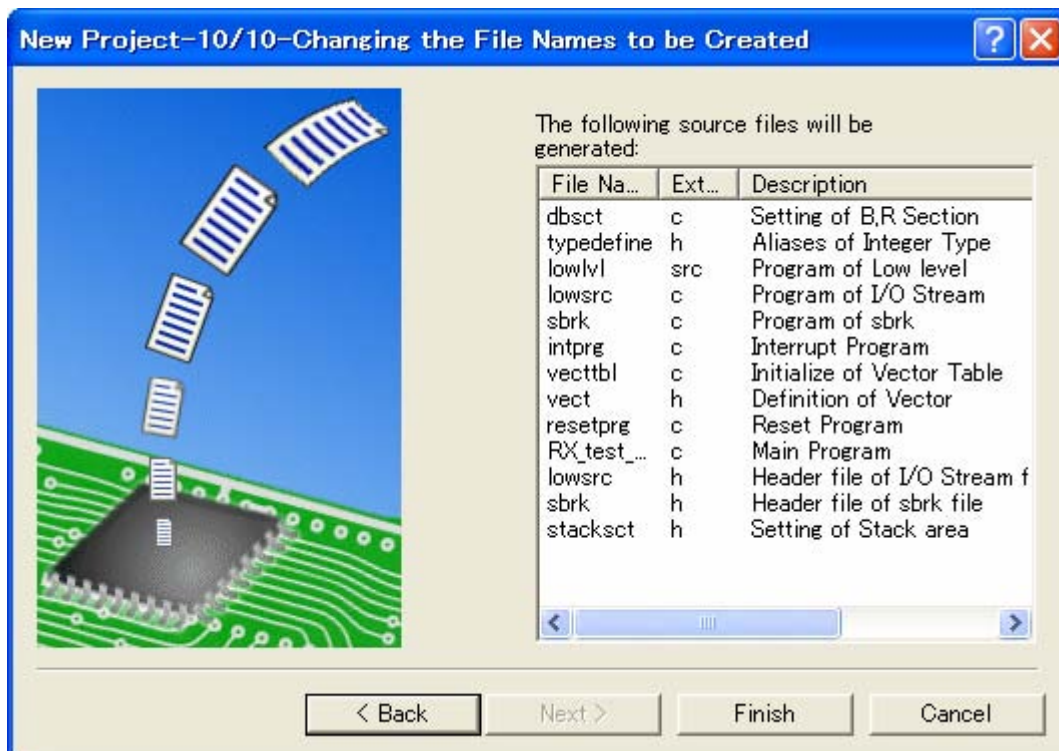 New Project-10/10-Changing the File Names to be Created
The following source files will be
generated:
File Na... Ext... Description
dbsct c Setting of B,R Section
typedefine h Aliases of Integer Type
lowlvl src Program of Low level
lowsrc c Program of I/O Stream
sbrk c Program of sbrk
intprg c Interrupt Program
vecttbl c Initialize of Vector Table
vect h Definition of Vector
resetprg c Reset Program
RX_test_... c Main Program
lowsrc h Header file of I/O Stream f
sbrk h Header file of sbrk file
stacksct h Setting of Stack area
< Back Next > Finish Cancel